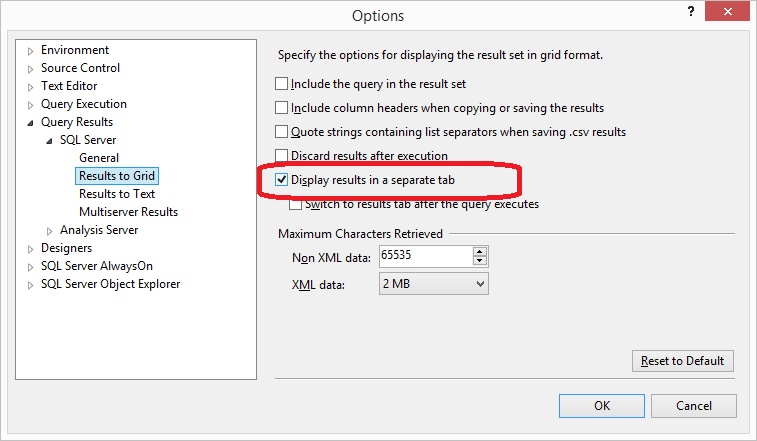 Options
?
Environment
Source Control
Text Editor
Query Execution
Query Results
SQL Server
General
Results to Grid
Results to Text
Multiserver Results
Analysis Server
Designers
SQL Server AlwaysOn
SQL Server Object Explorer
Specify the options for displaying the result set in grid format.
Include the query in the result set
Include column headers when copying or saving the results
Quote strings containing list separators when saving .csv results
Discard results after execution
Display results in a separate tab
Switch to results tab after the query executes
Maximum Characters Retrieved
Non XML data: 65535
XML data: 2 MB
Reset to Default
OK Cancel